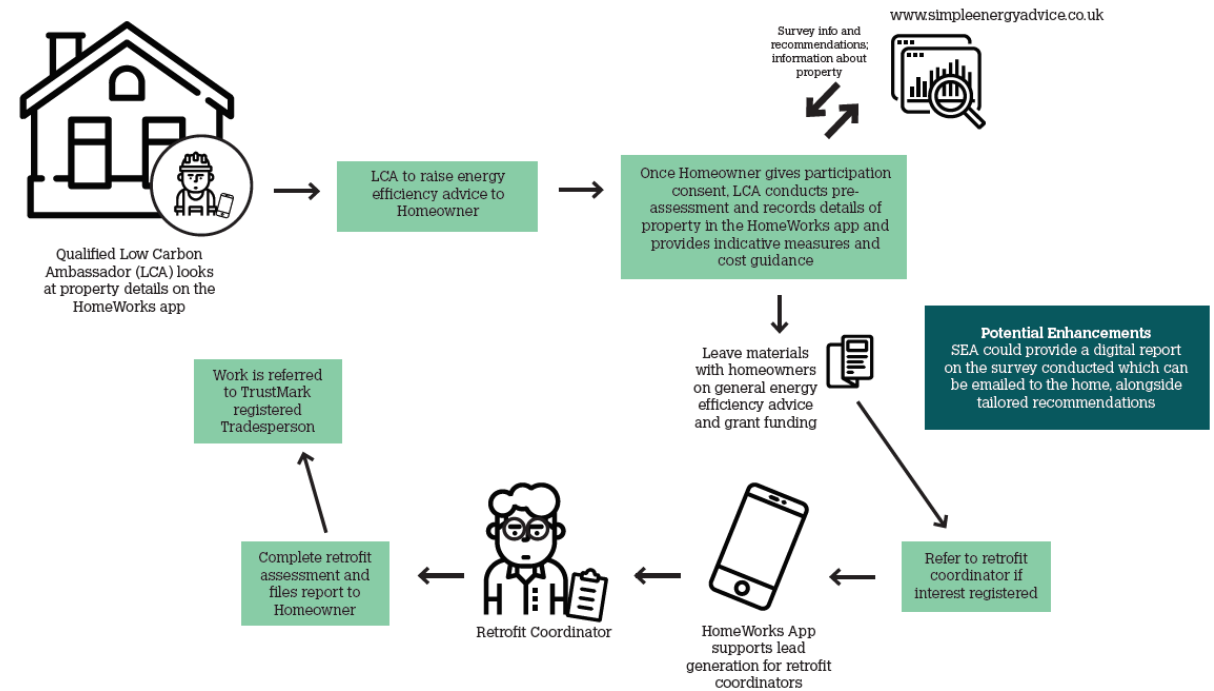 www.simpleenergyadvice.co.uk
Survey info and
recommendations;
information about
property
Qualified Low Carbon
Ambassador (LCA) looks
at property details on the
HomeWorks app
LCA to raise energy
efficiency advice to
Homeowner
Once Homeowner gives participation
consent, LCA conducts pre-
assessment and records details of
property in the HomeWorks app and
provides indicative measures and
cost guidance
Leave materials
with homeowners
on general energy
efficiency advice
and grant funding
Potential Enhancements
SEA could provide a digital report
on the survey conducted which can
be emailed to the home, alongside
tailored recommendations
Refer to retrofit
coordinator if
interest registered
HomeWorks App
supports lead
generation for retrofit
coordinators
Retrofit Coordinator
Complete retrofit
assessment and
files report to
Homeowner
Work is referred
to TrustMark
registered
Tradesperson